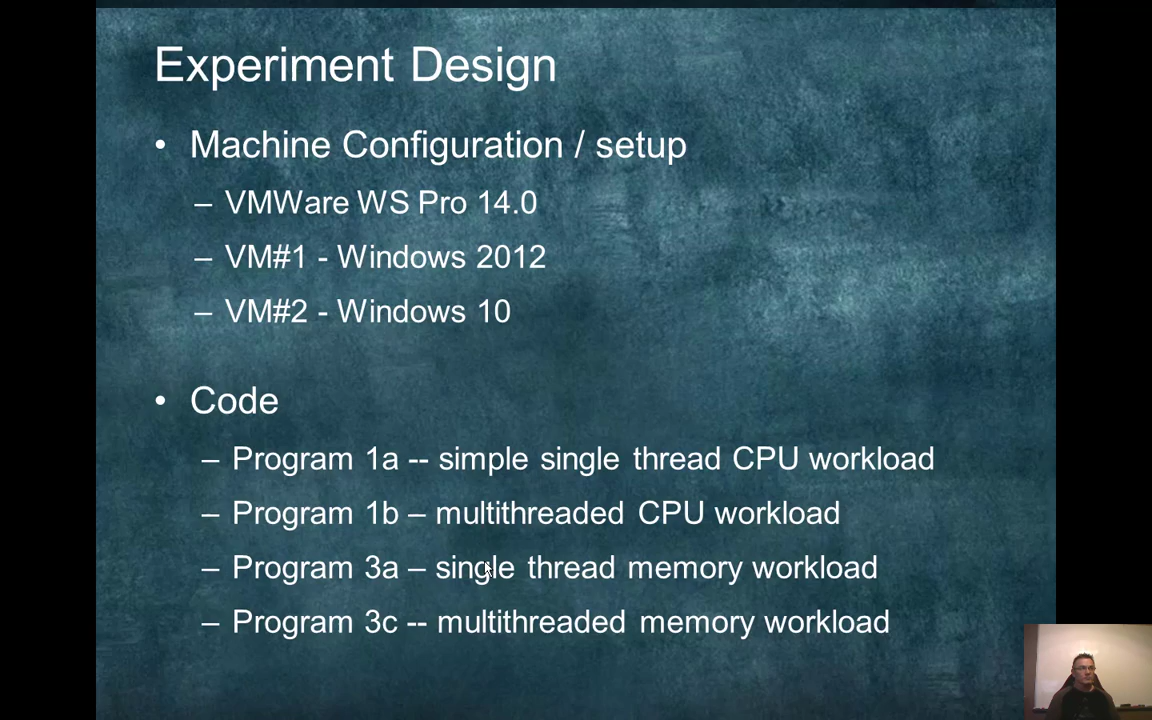 Experiment Design
• Machine Configuration / setup
– VMWare WS Pro 14.0
– VM#1 - Windows 2012
– VM#2 - Windows 10
• Code
– Program 1a -- simple single thread CPU workload
– Program 1b – multithreaded CPU workload
– Program 3a – single thread memory workload
– Program 3c -- multithreaded memory workload